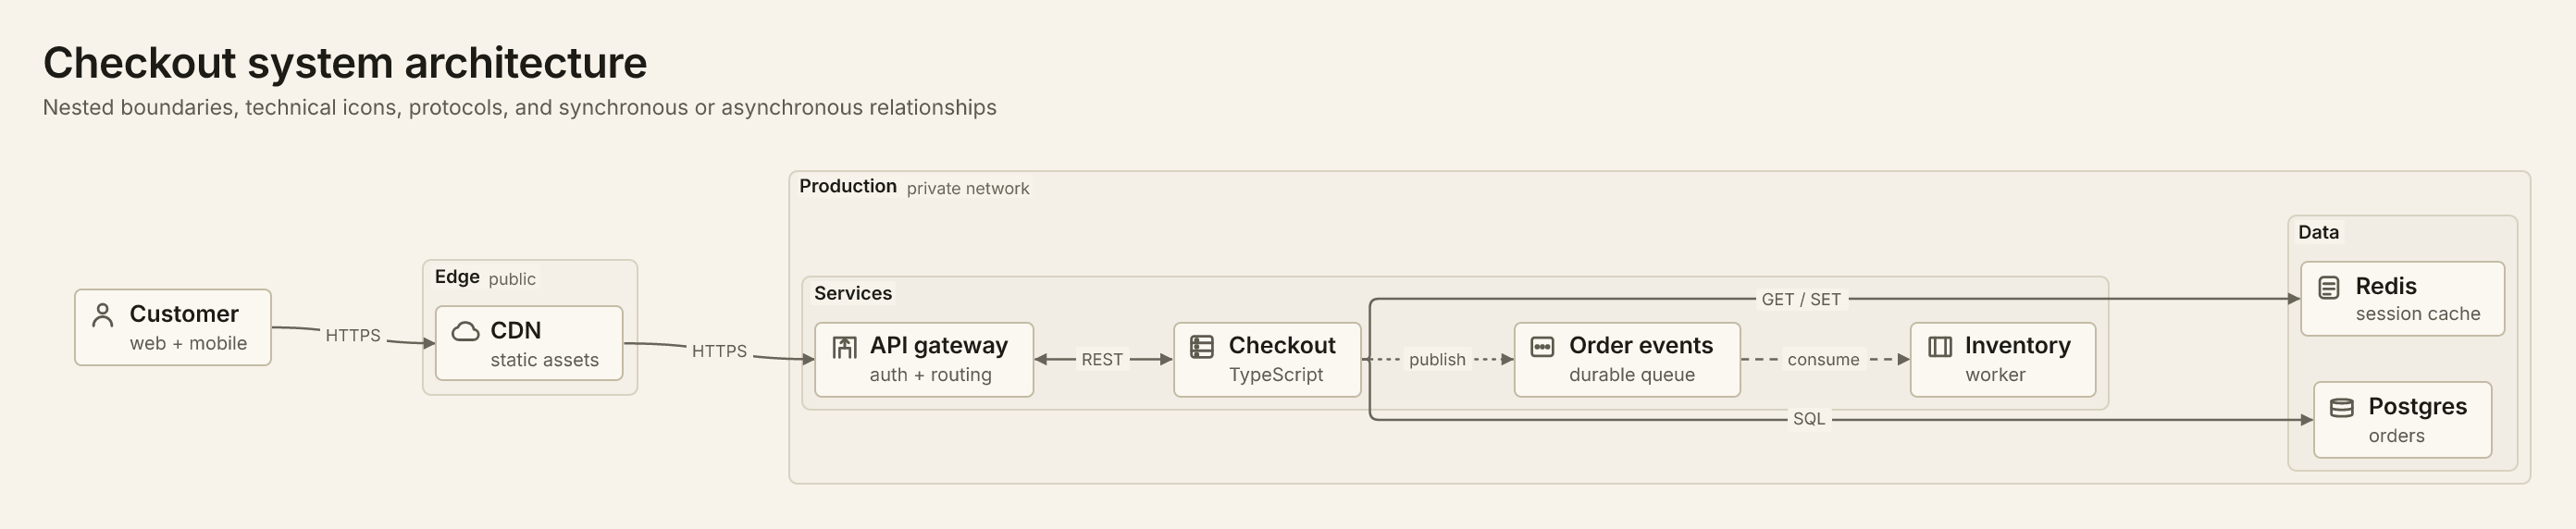 Checkout system architecture
Nested boundaries, technical icons, protocols, and synchronous or asynchronous relationships
Customer
web + mobile
HTTPS
Edge public
CDN
static assets
HTTPS
Production private network
Services
API gateway
auth + routing
REST
Checkout
TypeScript
GET / SET
publish
Order events
durable queue
consume
Inventory
worker
SQL
Data
Redis
session cache
Postgres
orders